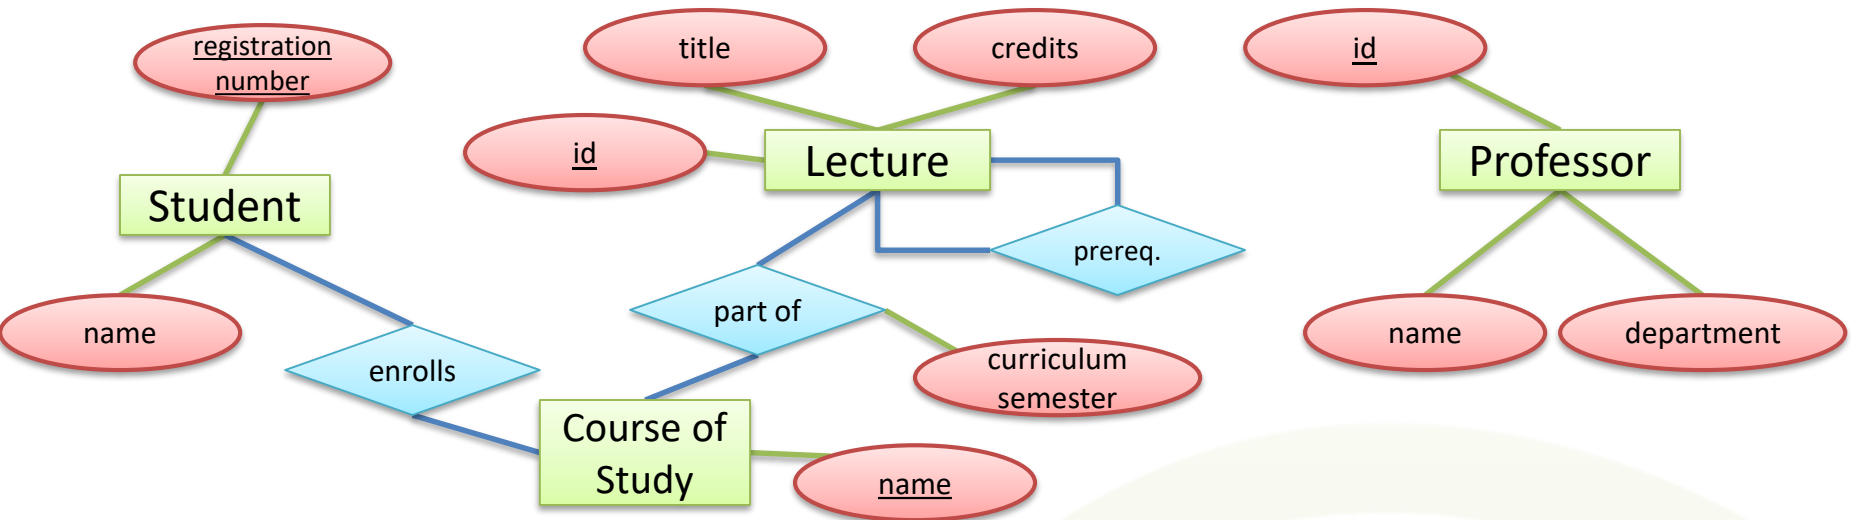 registration
number
title
credits
id
id
Lecture
Professor
Student
prereq.
part of
name
enrolls
curriculum
semester
name
department
Course of
Study
name